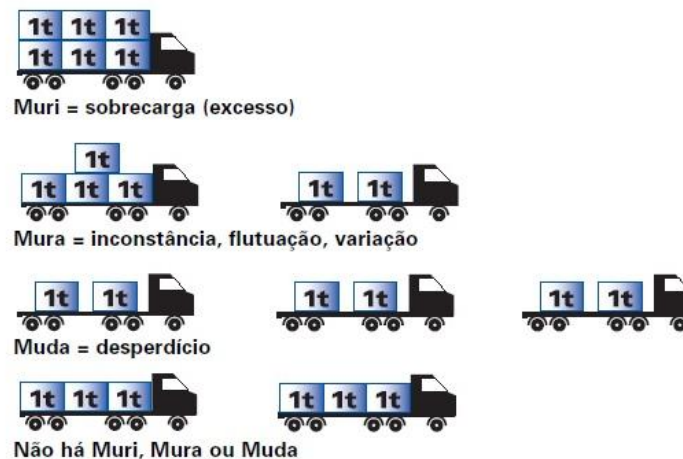 1t 1t 1t
1t 1t 1t
Muri = sobrecarga (excesso)
1t
1t 1t 1t 1t 1t
Mura = inconstância, flutuação, variação
1t 1t 1t 1t 1t 1t
Muda = desperdício
1t 1t 1t 1t 1t 1t
Não há Muri, Mura ou Muda